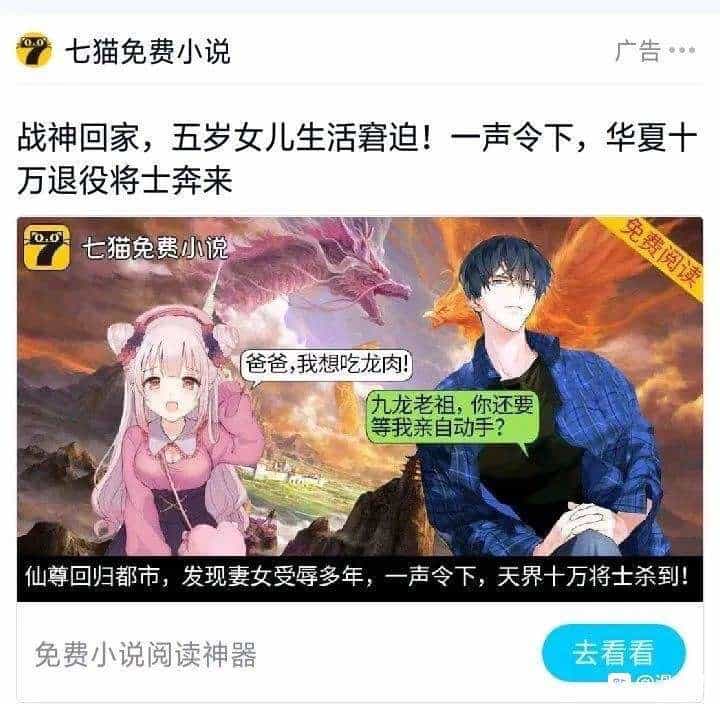 七猫免费小说
广告
战神回家，五岁女儿生活窘迫！一声令下，华夏十
万退役将士奔来
七猫免费小说
免费阅读
爸爸,我想吃龙肉!
九龙老祖，你还要
等我亲自动手？
仙尊回归都市，发现妻女受辱多年，一声令下，天界十万将士杀到！
免费小说阅读神器
去看看